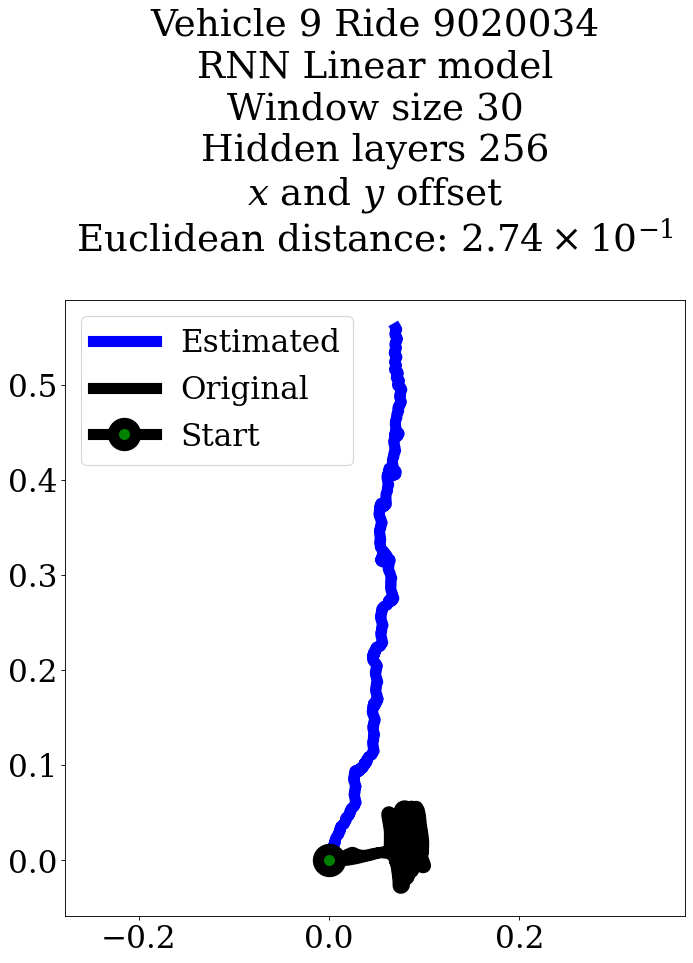 Vehicle 9 Ride 9020034
RNN Linear model
Window size 30
Hidden layers 256
x and y offset
Euclidean distance: 2.74 × 10⁻¹
Estimated
Original
Start
0.5
0.4
0.3
0.2
0.1
0.0
−0.2 0.0 0.2